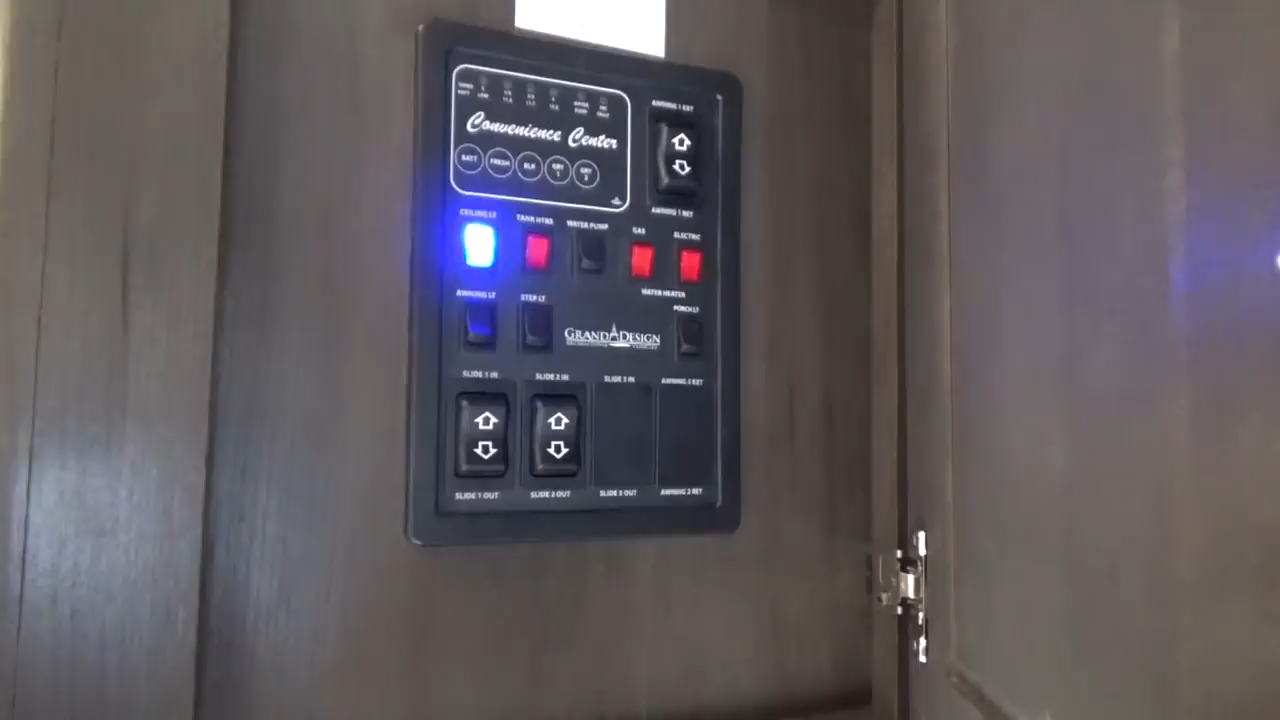 Convenience Center
BATT FRESH BLK GRY 1 GRY 2
AWNING 1 EXT
AWNING 1 RET
CEILING LT TANK HTRS WATER PUMP GAS ELECTRIC
WATER HEATER
AWNING LT STEP LT PORCH LT
GRAND DESIGN
RECREATIONAL VEHICLES
SLIDE 1 IN SLIDE 2 IN SLIDE 3 IN AWNING 2 EXT
SLIDE 1 OUT SLIDE 2 OUT SLIDE 3 OUT AWNING 2 RET